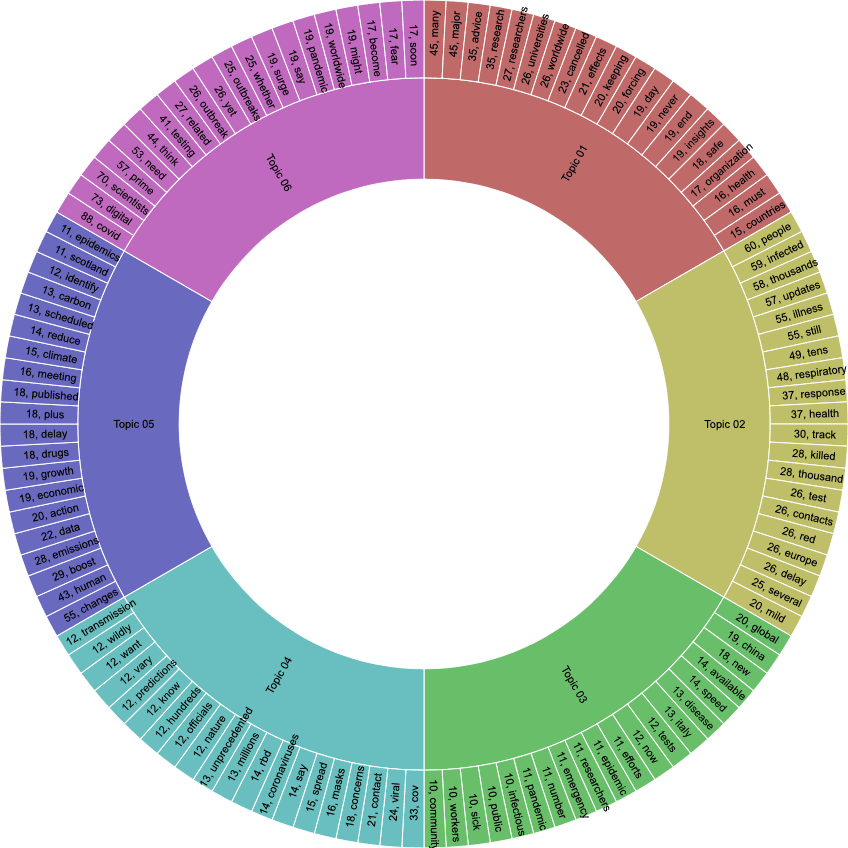 Topic 01
45, many
45, major
35, advice
35, research
27, researchers
26, universities
26, worldwide
23, cancelled
21, effects
20, keeping
20, forcing
19, day
19, never
19, end
19, insights
18, safe
17, organization
16, health
16, must
15, countries
Topic 02
60, people
59, infected
58, thousands
57, updates
55, illness
55, still
49, tens
48, respiratory
37, response
37, health
30, track
28, killed
28, thousand
26, test
26, contacts
26, red
26, europe
26, delay
25, several
20, mild
Topic 03
20, global
19, china
18, new
14, available
14, speed
13, disease
13, italy
12, tests
12, now
11, efforts
11, epidemic
11, researchers
11, emergency
11, number
11, pandemic
10, infectious
10, public
10, sick
10, workers
10, community
Topic 04
33, cov
24, viral
21, contact
18, concerns
16, masks
15, spread
14, say
14, coronaviruses
14, rbd
13, millions
13, unprecedented
12, nature
12, officials
12, hundreds
12, know
12, predictions
12, vary
12, want
12, wildly
12, transmission
Topic 05
55, changes
43, human
29, boost
28, emissions
22, data
20, action
19, economic
19, growth
18, drugs
18, delay
18, plus
18, published
16, meeting
15, climate
14, reduce
13, scheduled
13, carbon
12, identify
11, scotland
11, epidemics
Topic 06
88, covid
73, digital
70, scientists
57, prime
53, need
44, think
41, testing
27, related
26, outbreak
26, yet
25, outbreaks
25, whether
19, surge
19, say
19, pandemic
19, worldwide
19, might
17, become
17, fear
17, soon